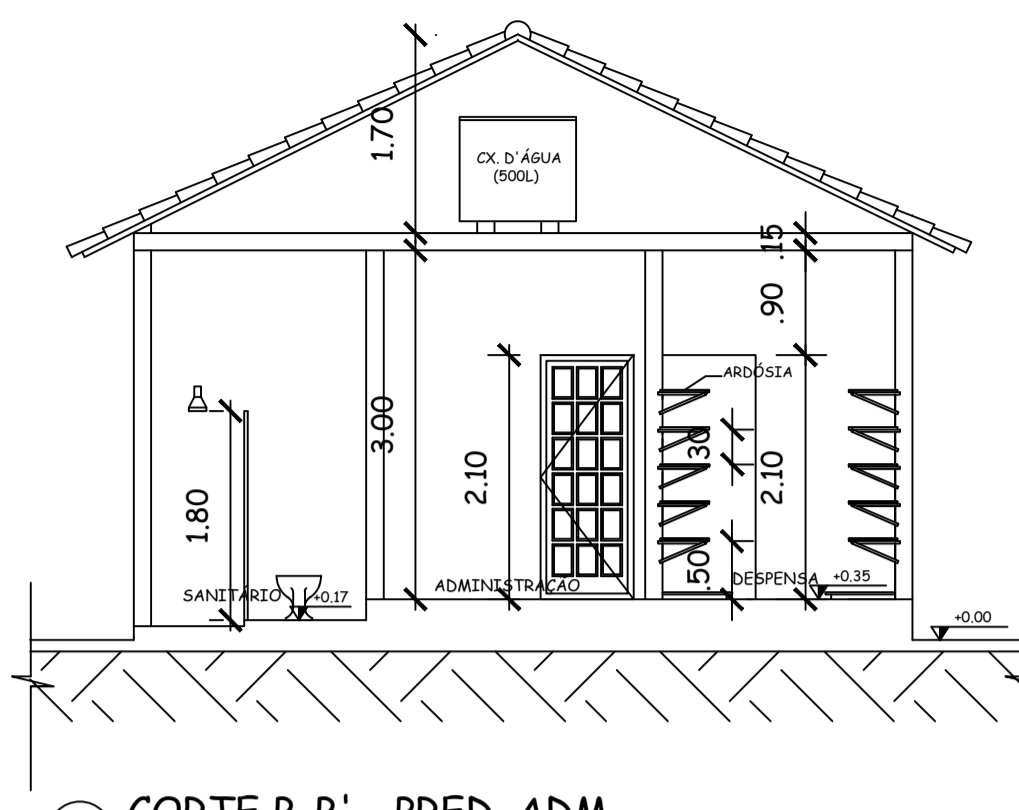 1.70
CX. D'ÁGUA
(500L)
.15
.90
ARDÓSIA
3.00
.30
2.10
2.10
1.80
.50
SANITÁRIO
+0.17
ADMINISTRAÇÃO
DESPENSA
+0.35
+0.00
CORTE B-B' - PRED. ADM.